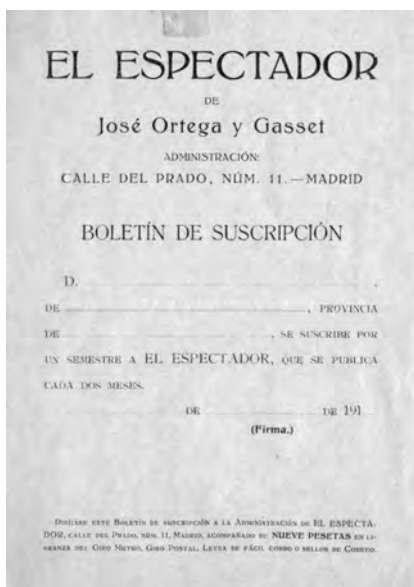 EL ESPECTADOR
DE
José Ortega y Gasset
ADMINISTRACIÓN:
CALLE DEL PRADO, NÚM. 11.—MADRID
BOLETÍN DE SUSCRIPCIÓN
D.
DE , PROVINCIA
DE , SE SUSCRIBE POR
UN SEMESTRE A EL ESPECTADOR, QUE SE PUBLICA
CADA DOS MESES.
DE DE 191
(Firma.)
DIRÍJASE ESTE BOLETÍN DE SUSCRIPCIÓN A LA ADMINISTRACIÓN DE EL ESPECTA-
DOR, CALLE DEL PRADO, NÚM. 11, MADRID, ACOMPAÑADO DE NUEVE PESETAS EN LI-
BRANZA DEL GIRO MUTUO, GIRO POSTAL, LETRA DE FÁCIL COBRO O SELLOS DE CORREO.